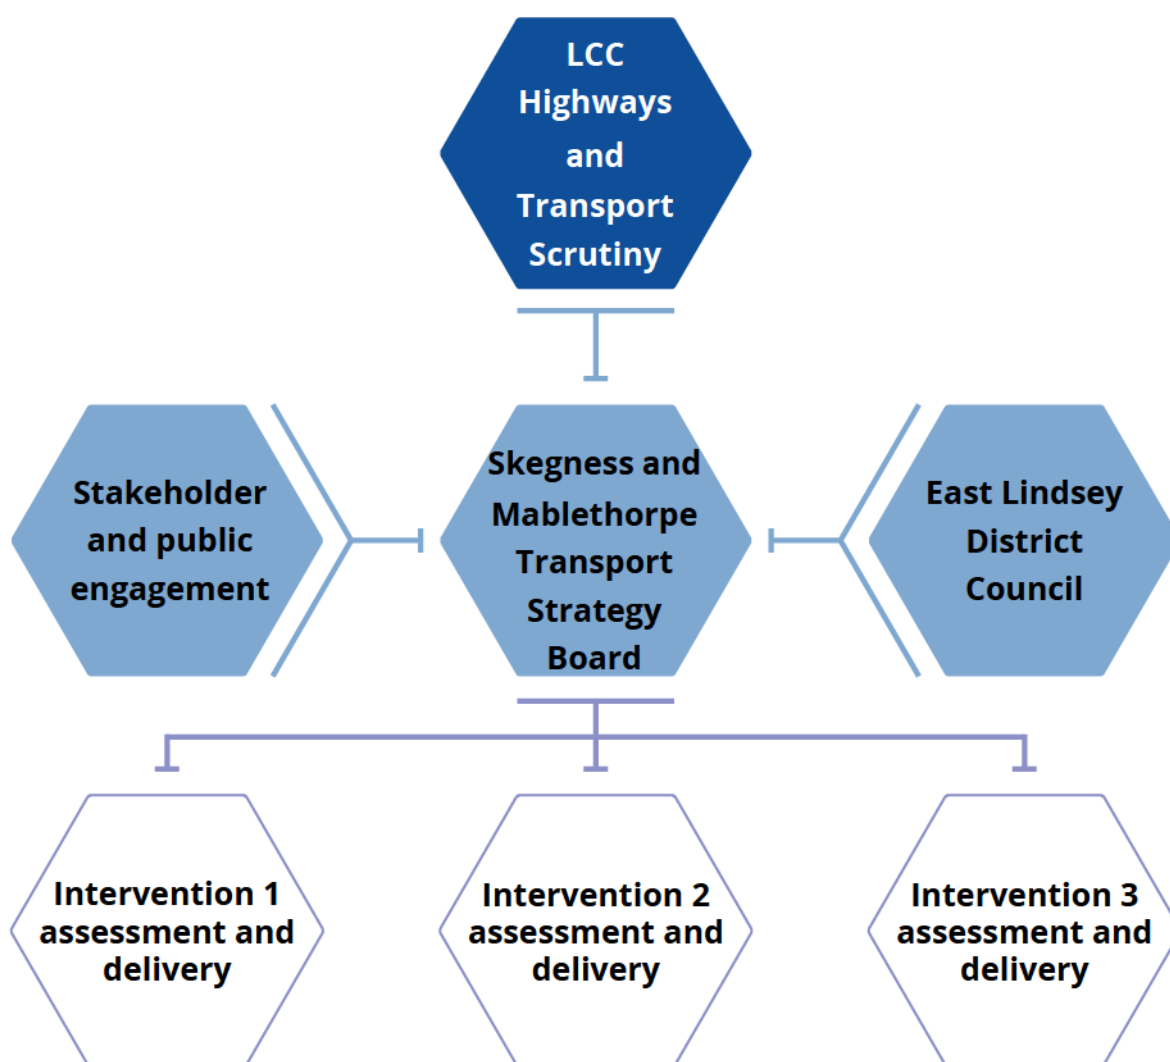 LCC
Highways
and
Transport
Scrutiny
Stakeholder
and public
engagement
Skegness and
Mablethorpe
Transport
Strategy
Board
East Lindsey
District
Council
Intervention 1
assessment and
delivery
Intervention 2
assessment and
delivery
Intervention 3
assessment and
delivery